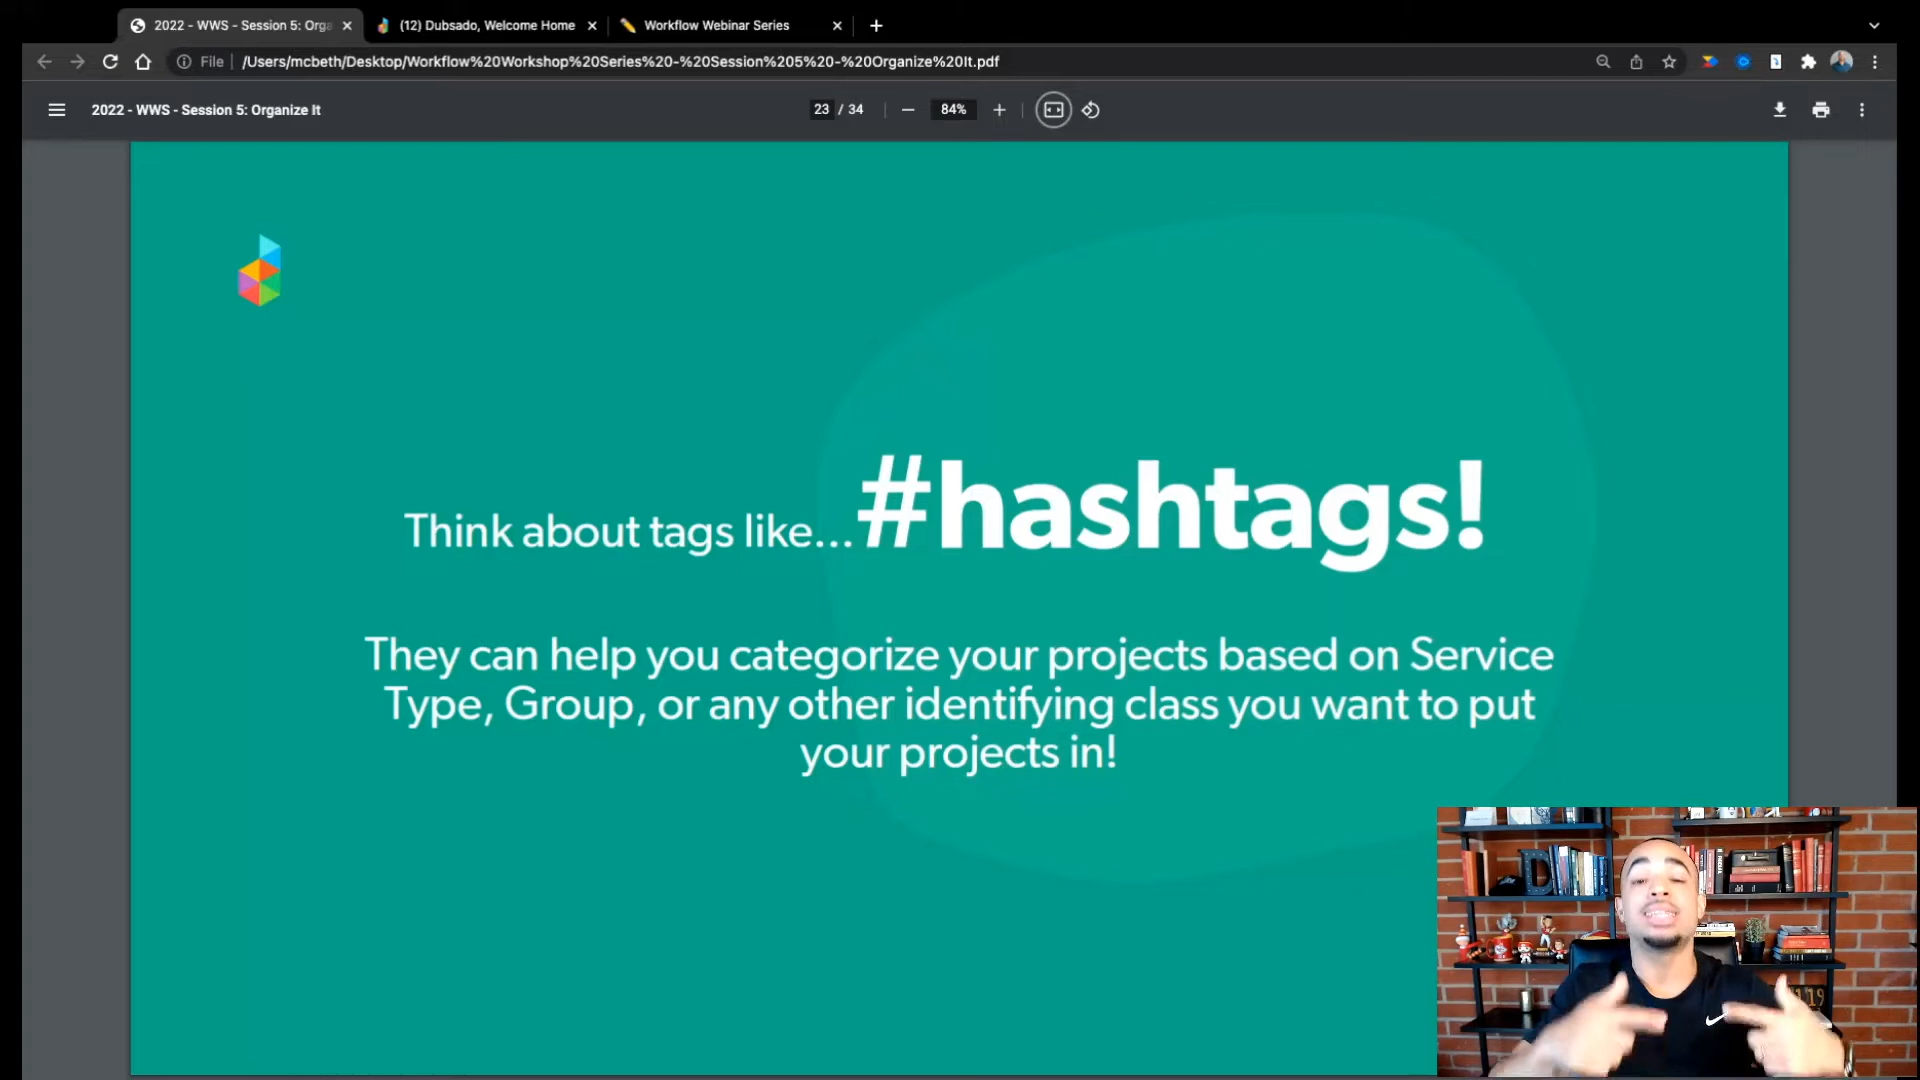 2022 - WWS - Session 5: Orga
(12) Dubsado, Welcome Home
Workflow Webinar Series
File
/Users/mcbeth/Desktop/Workflow%20Workshop%20Series%20-%20Session%205%20-%20Organize%20It.pdf
2022 - WWS - Session 5: Organize It
23 / 34
84%
Think about tags like...#hashtags!
They can help you categorize your projects based on Service
Type, Group, or any other identifying class you want to put
your projects in!
D